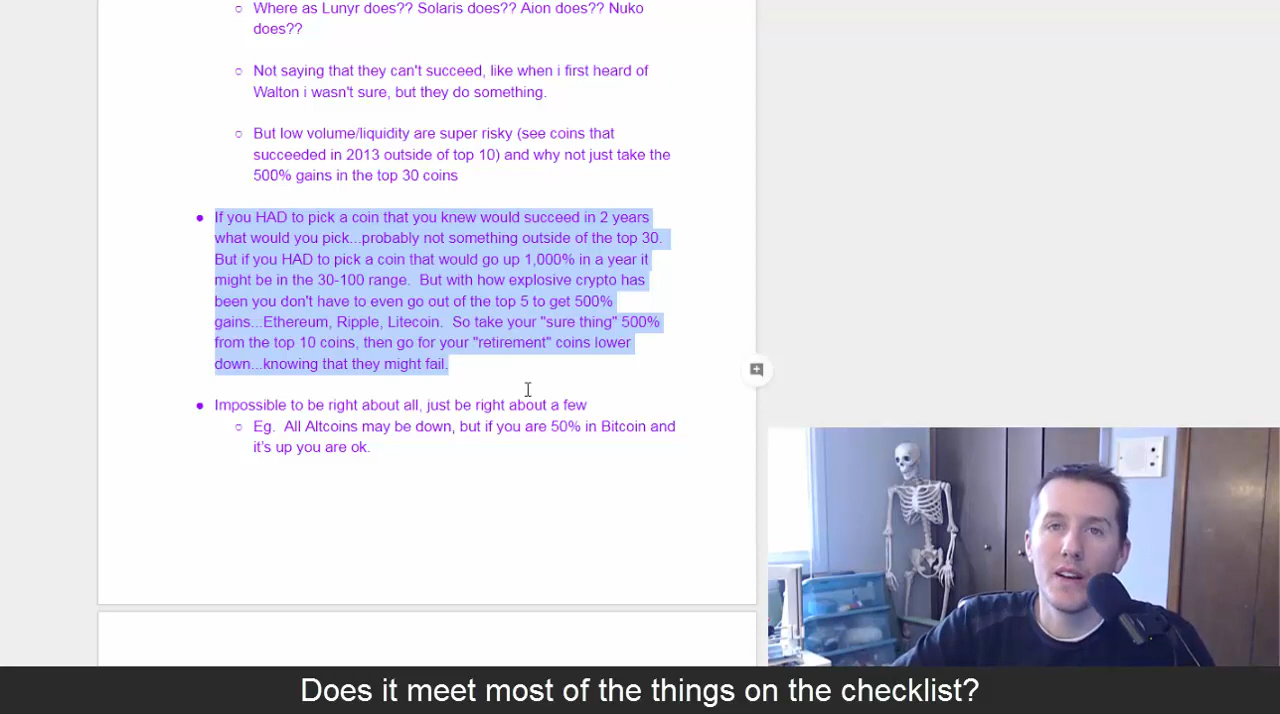 Where as Lunyr does?? Solaris does?? Aion does?? Nuko
does??
Not saying that they can't succeed, like when i first heard of
Walton i wasn't sure, but they do something.
But low volume/liquidity are super risky (see coins that
succeeded in 2013 outside of top 10) and why not just take the
500% gains in the top 30 coins
If you HAD to pick a coin that you knew would succeed in 2 years
what would you pick...probably not something outside of the top 30.
But if you HAD to pick a coin that would go up 1,000% in a year it
might be in the 30-100 range.  But with how explosive crypto has
been you don't have to even go out of the top 5 to get 500%
gains...Ethereum, Ripple, Litecoin.  So take your "sure thing" 500%
from the top 10 coins, then go for your "retirement" coins lower
down...knowing that they might fail.
Impossible to be right about all, just be right about a few
Eg.  All Altcoins may be down, but if you are 50% in Bitcoin and
it's up you are ok.
Does it meet most of the things on the checklist?